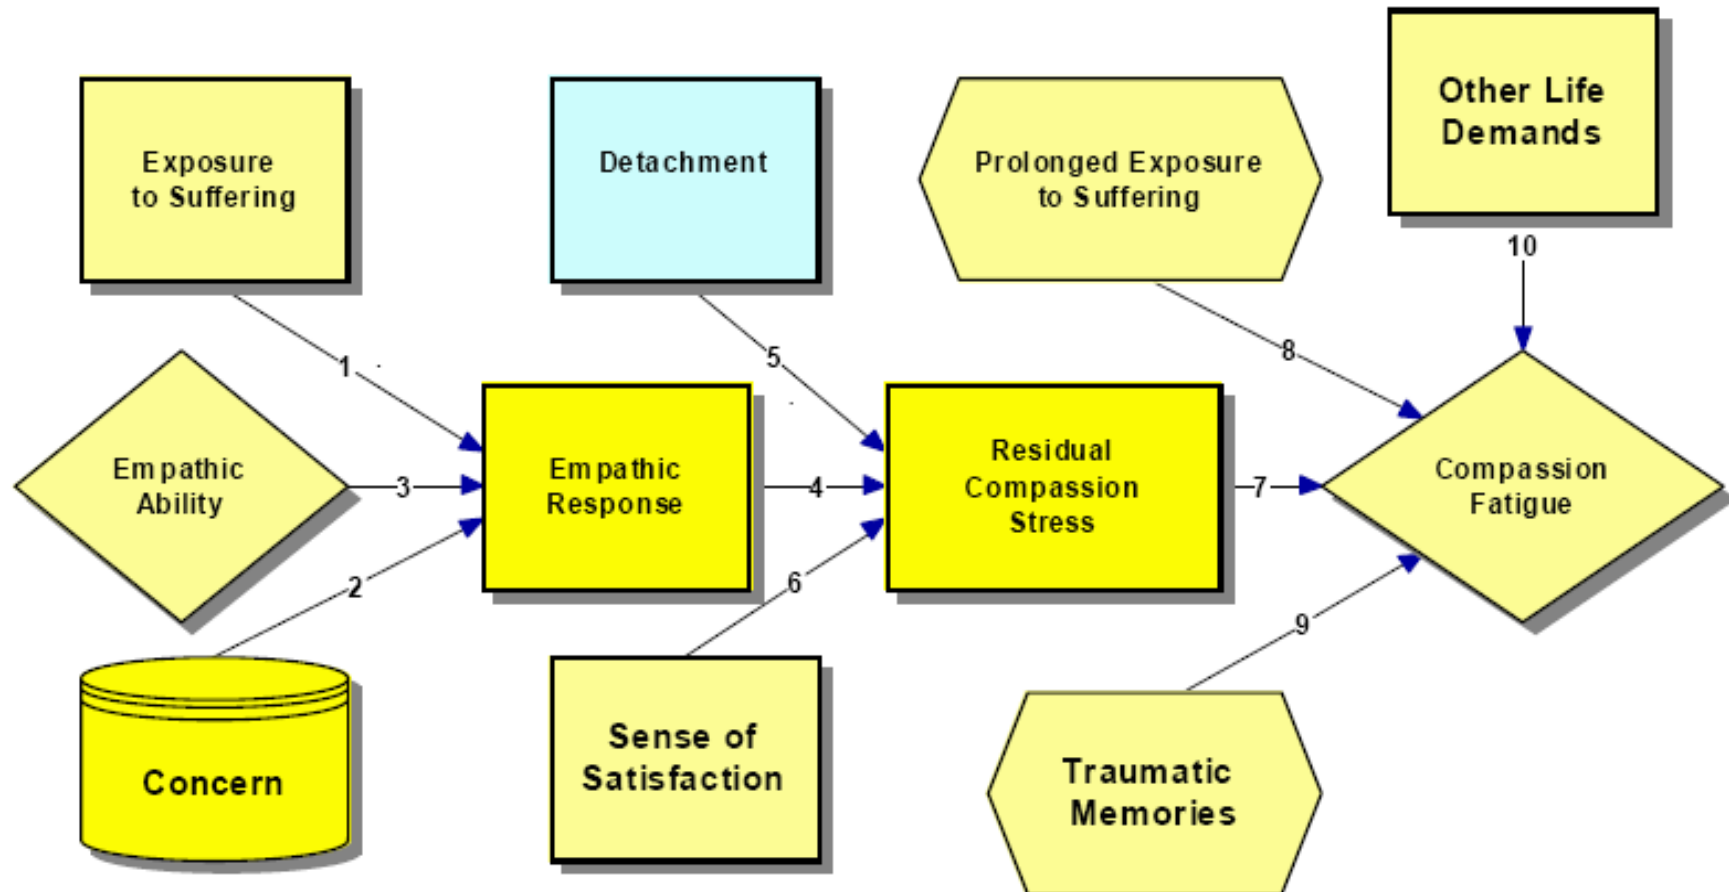 Exposure
to Suffering
Detachment
Prolonged Exposure
to Suffering
Other Life
Demands
10
1
5
8
Empathic
Ability
3
Empathic
Response
4
Residual
Compassion
Stress
7
Compassion
Fatigue
2
6
9
Concern
Sense of
Satisfaction
Traumatic
Memories